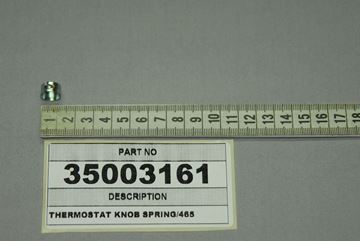 1 2 3 4 5 6 7 8 9 10 11 12 13 14 15 16 17 18
PART NO
35003161
DESCRIPTION
THERMOSTAT KNOB SPRING/465